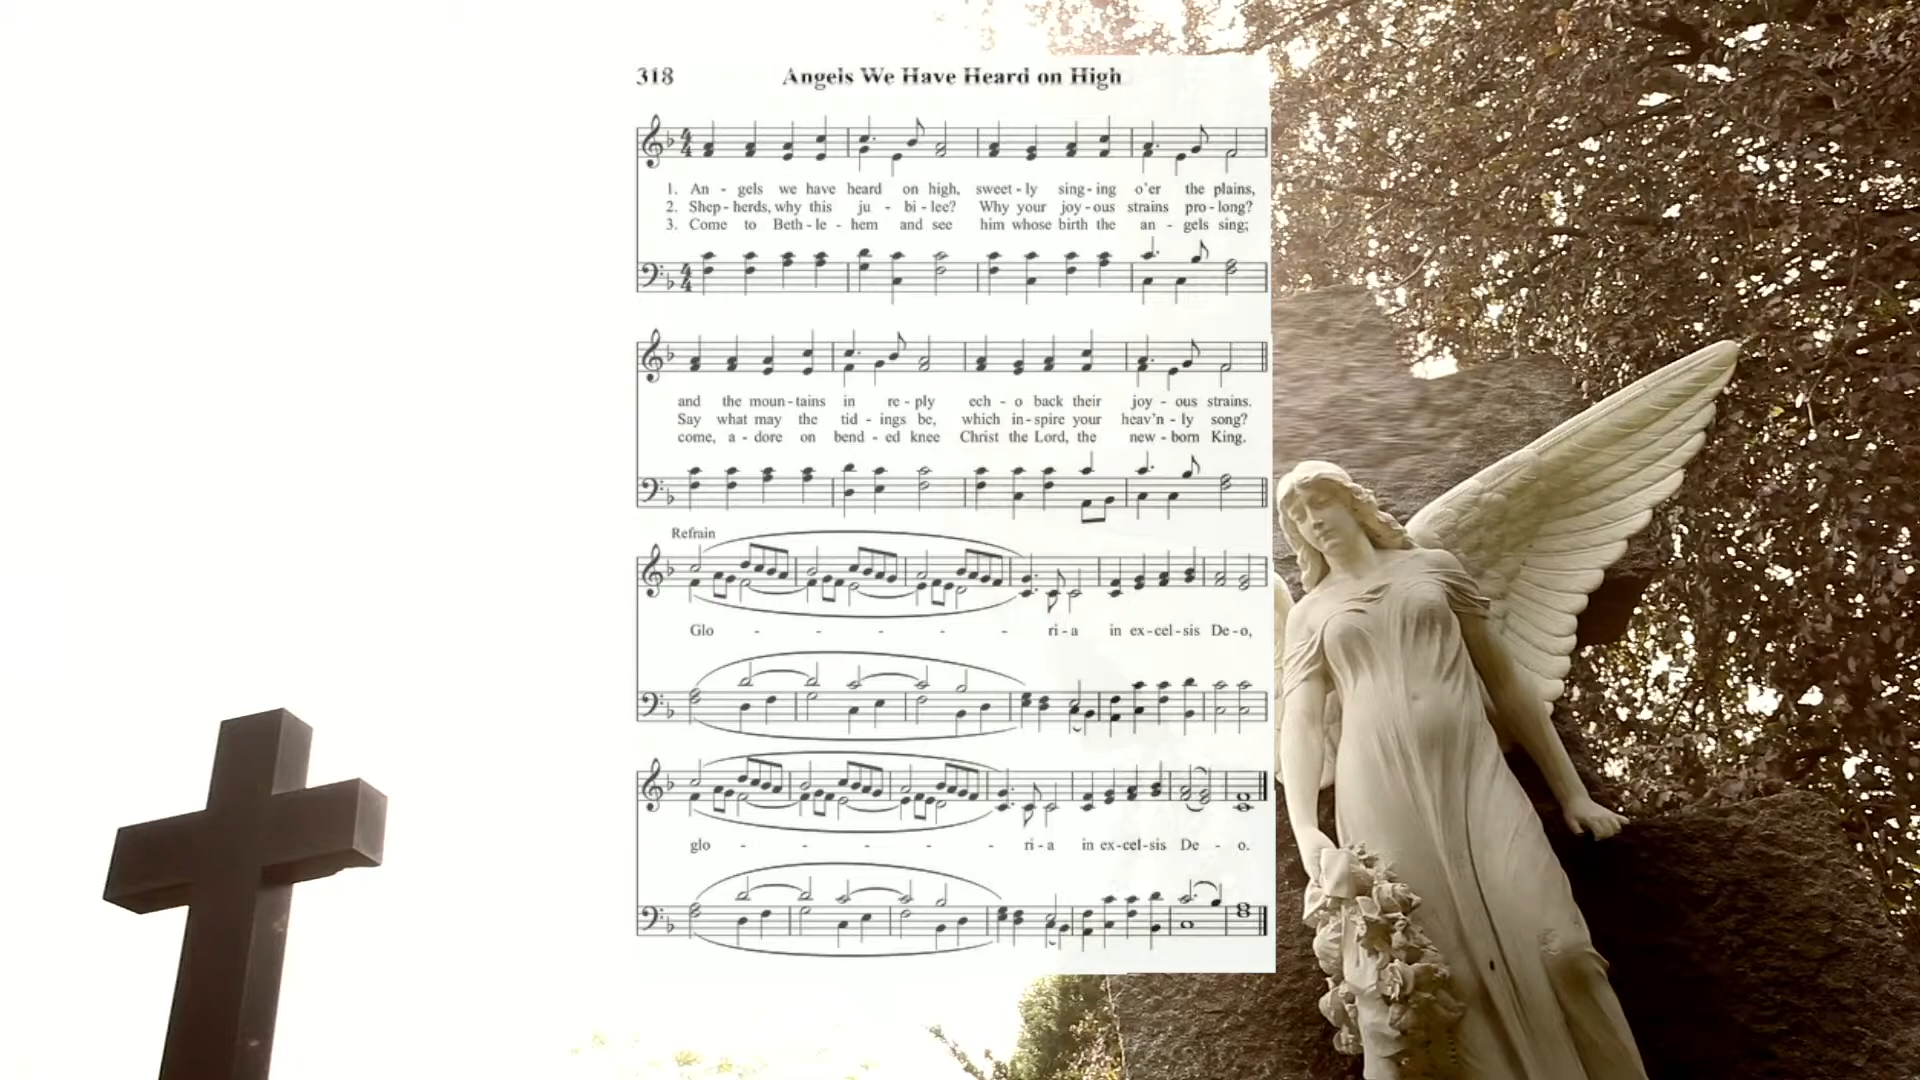 318 Angels We Have Heard on High
1. An - gels we have heard on high, sweet - ly sing - ing o'er the plains,
2. Shep - herds, why this ju - bi - lee? Why your joy - ous strains pro - long?
3. Come to Beth - le - hem and see him whose birth the an - gels sing;
and the moun - tains in re - ply ech - o back their joy - ous strains.
Say what may the tid - ings be, which in - spire your heav'n - ly song?
come, a - dore on bend - ed knee Christ the Lord, the new - born King.
Refrain
Glo - - - - - ri - a in ex - cel - sis De - o,
glo - - - - - ri - a in ex - cel - sis De - o.